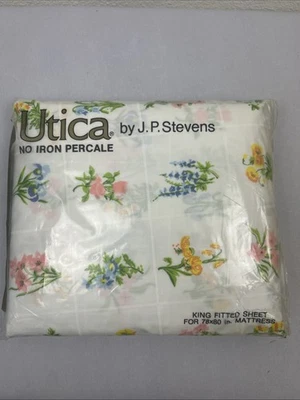 Utica® by J.P. Stevens
NO IRON PERCALE
KING FITTED SHEET
FOR 78x80 in. MATTRESS